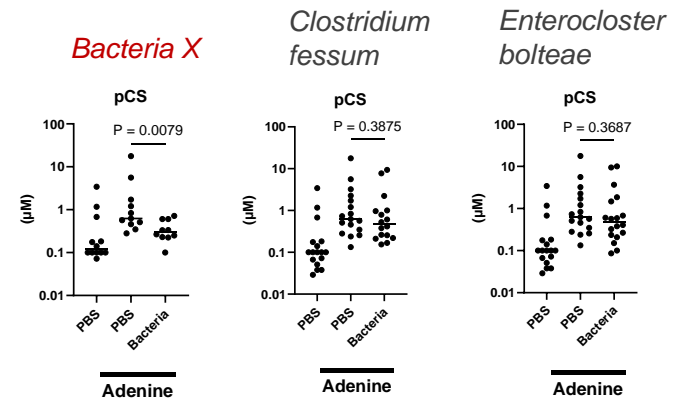 Bacteria X
pCS
P = 0.0079
100
10
1
0.1
0.01
(µM)
PBS
PBS
Bacteria
Adenine
Clostridium
fessum
pCS
P = 0.3875
100
10
1
0.1
0.01
(µM)
PBS
PBS
Bacteria
Adenine
Enterocloster
bolteae
pCS
P = 0.3687
100
10
1
0.1
0.01
(µM)
PBS
PBS
Bacteria
Adenine